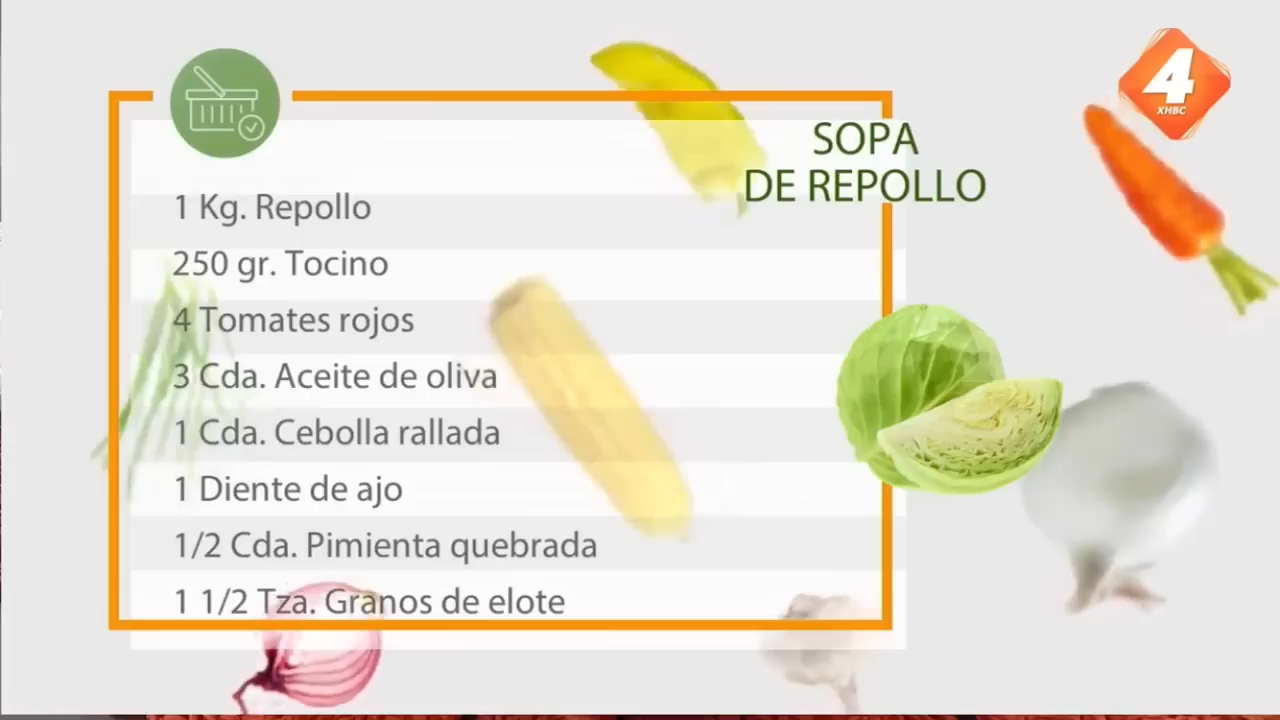 4
XHBC
SOPA
DE REPOLLO
1 Kg. Repollo
250 gr. Tocino
4 Tomates rojos
3 Cda. Aceite de oliva
1 Cda. Cebolla rallada
1 Diente de ajo
1/2 Cda. Pimienta quebrada
1 1/2 Tza. Granos de elote